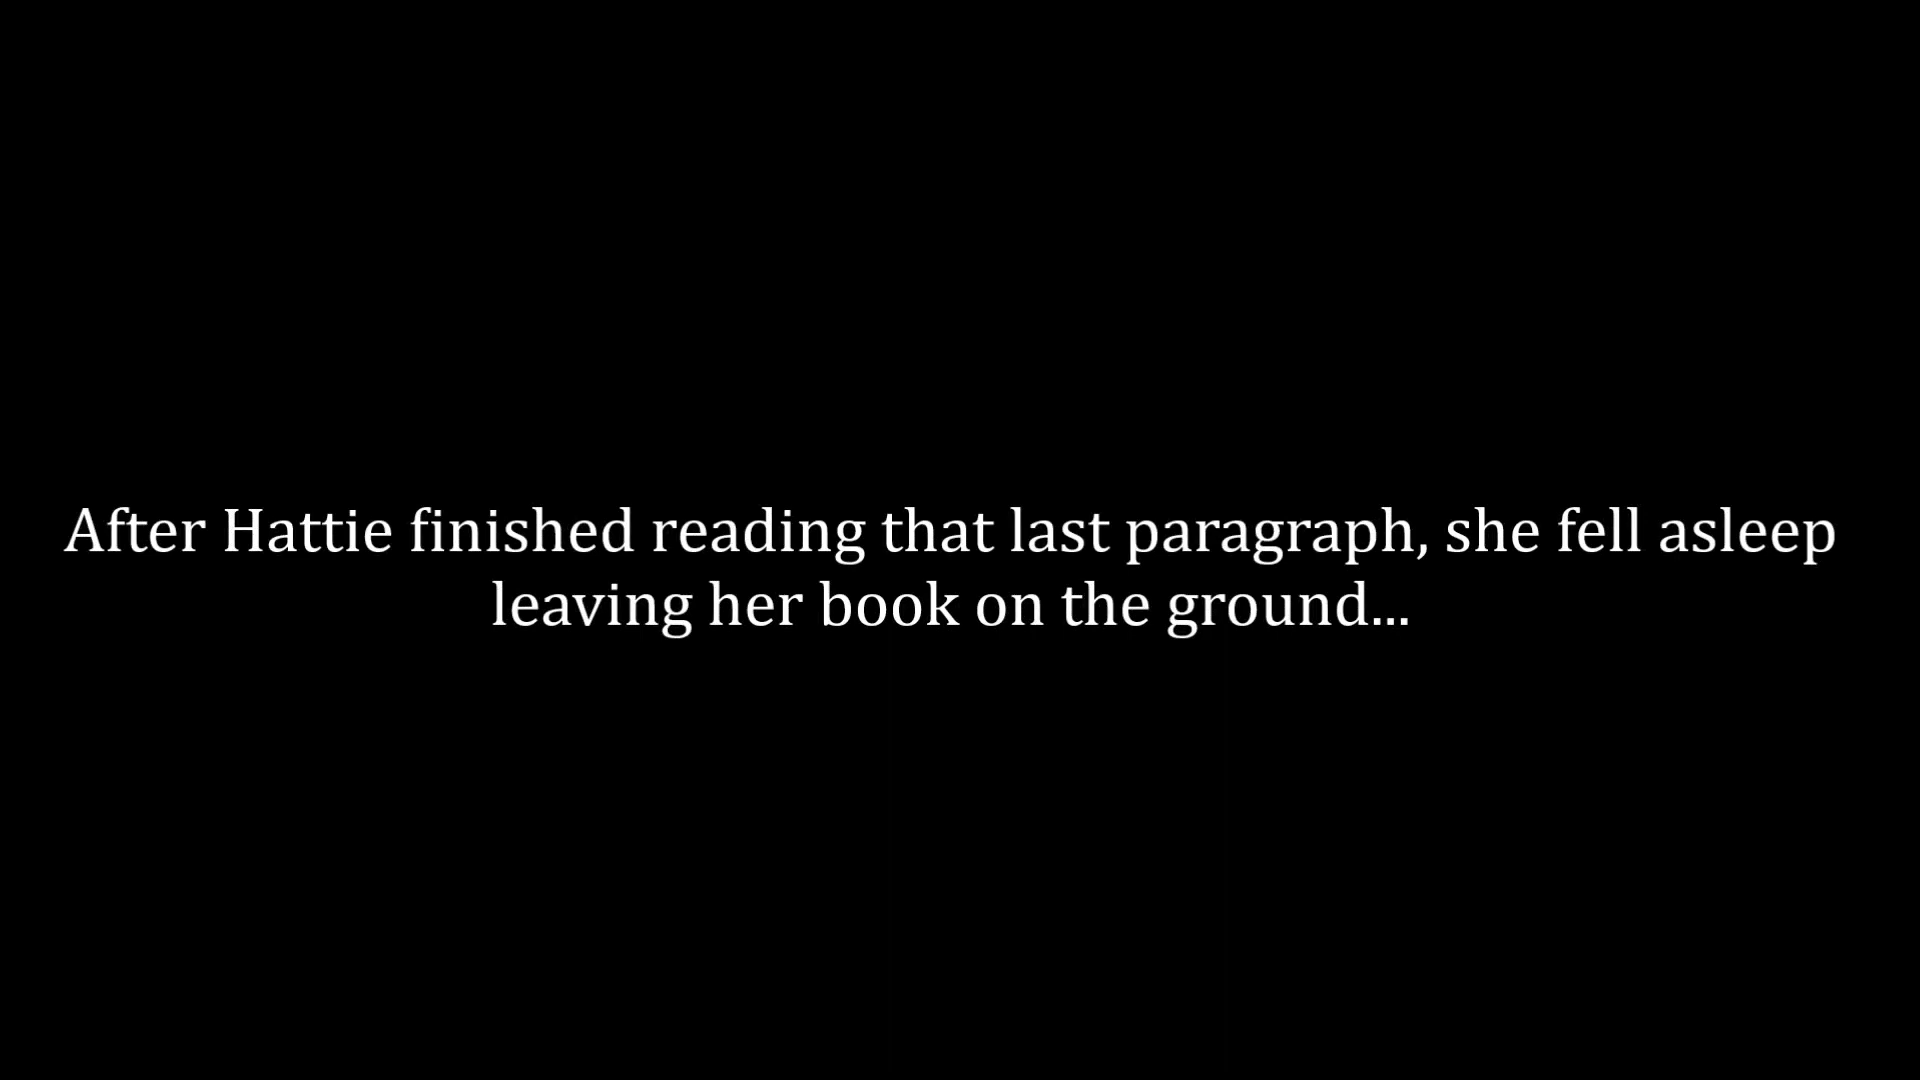 After Hattie finished reading that last paragraph, she fell asleep
leaving her book on the ground...